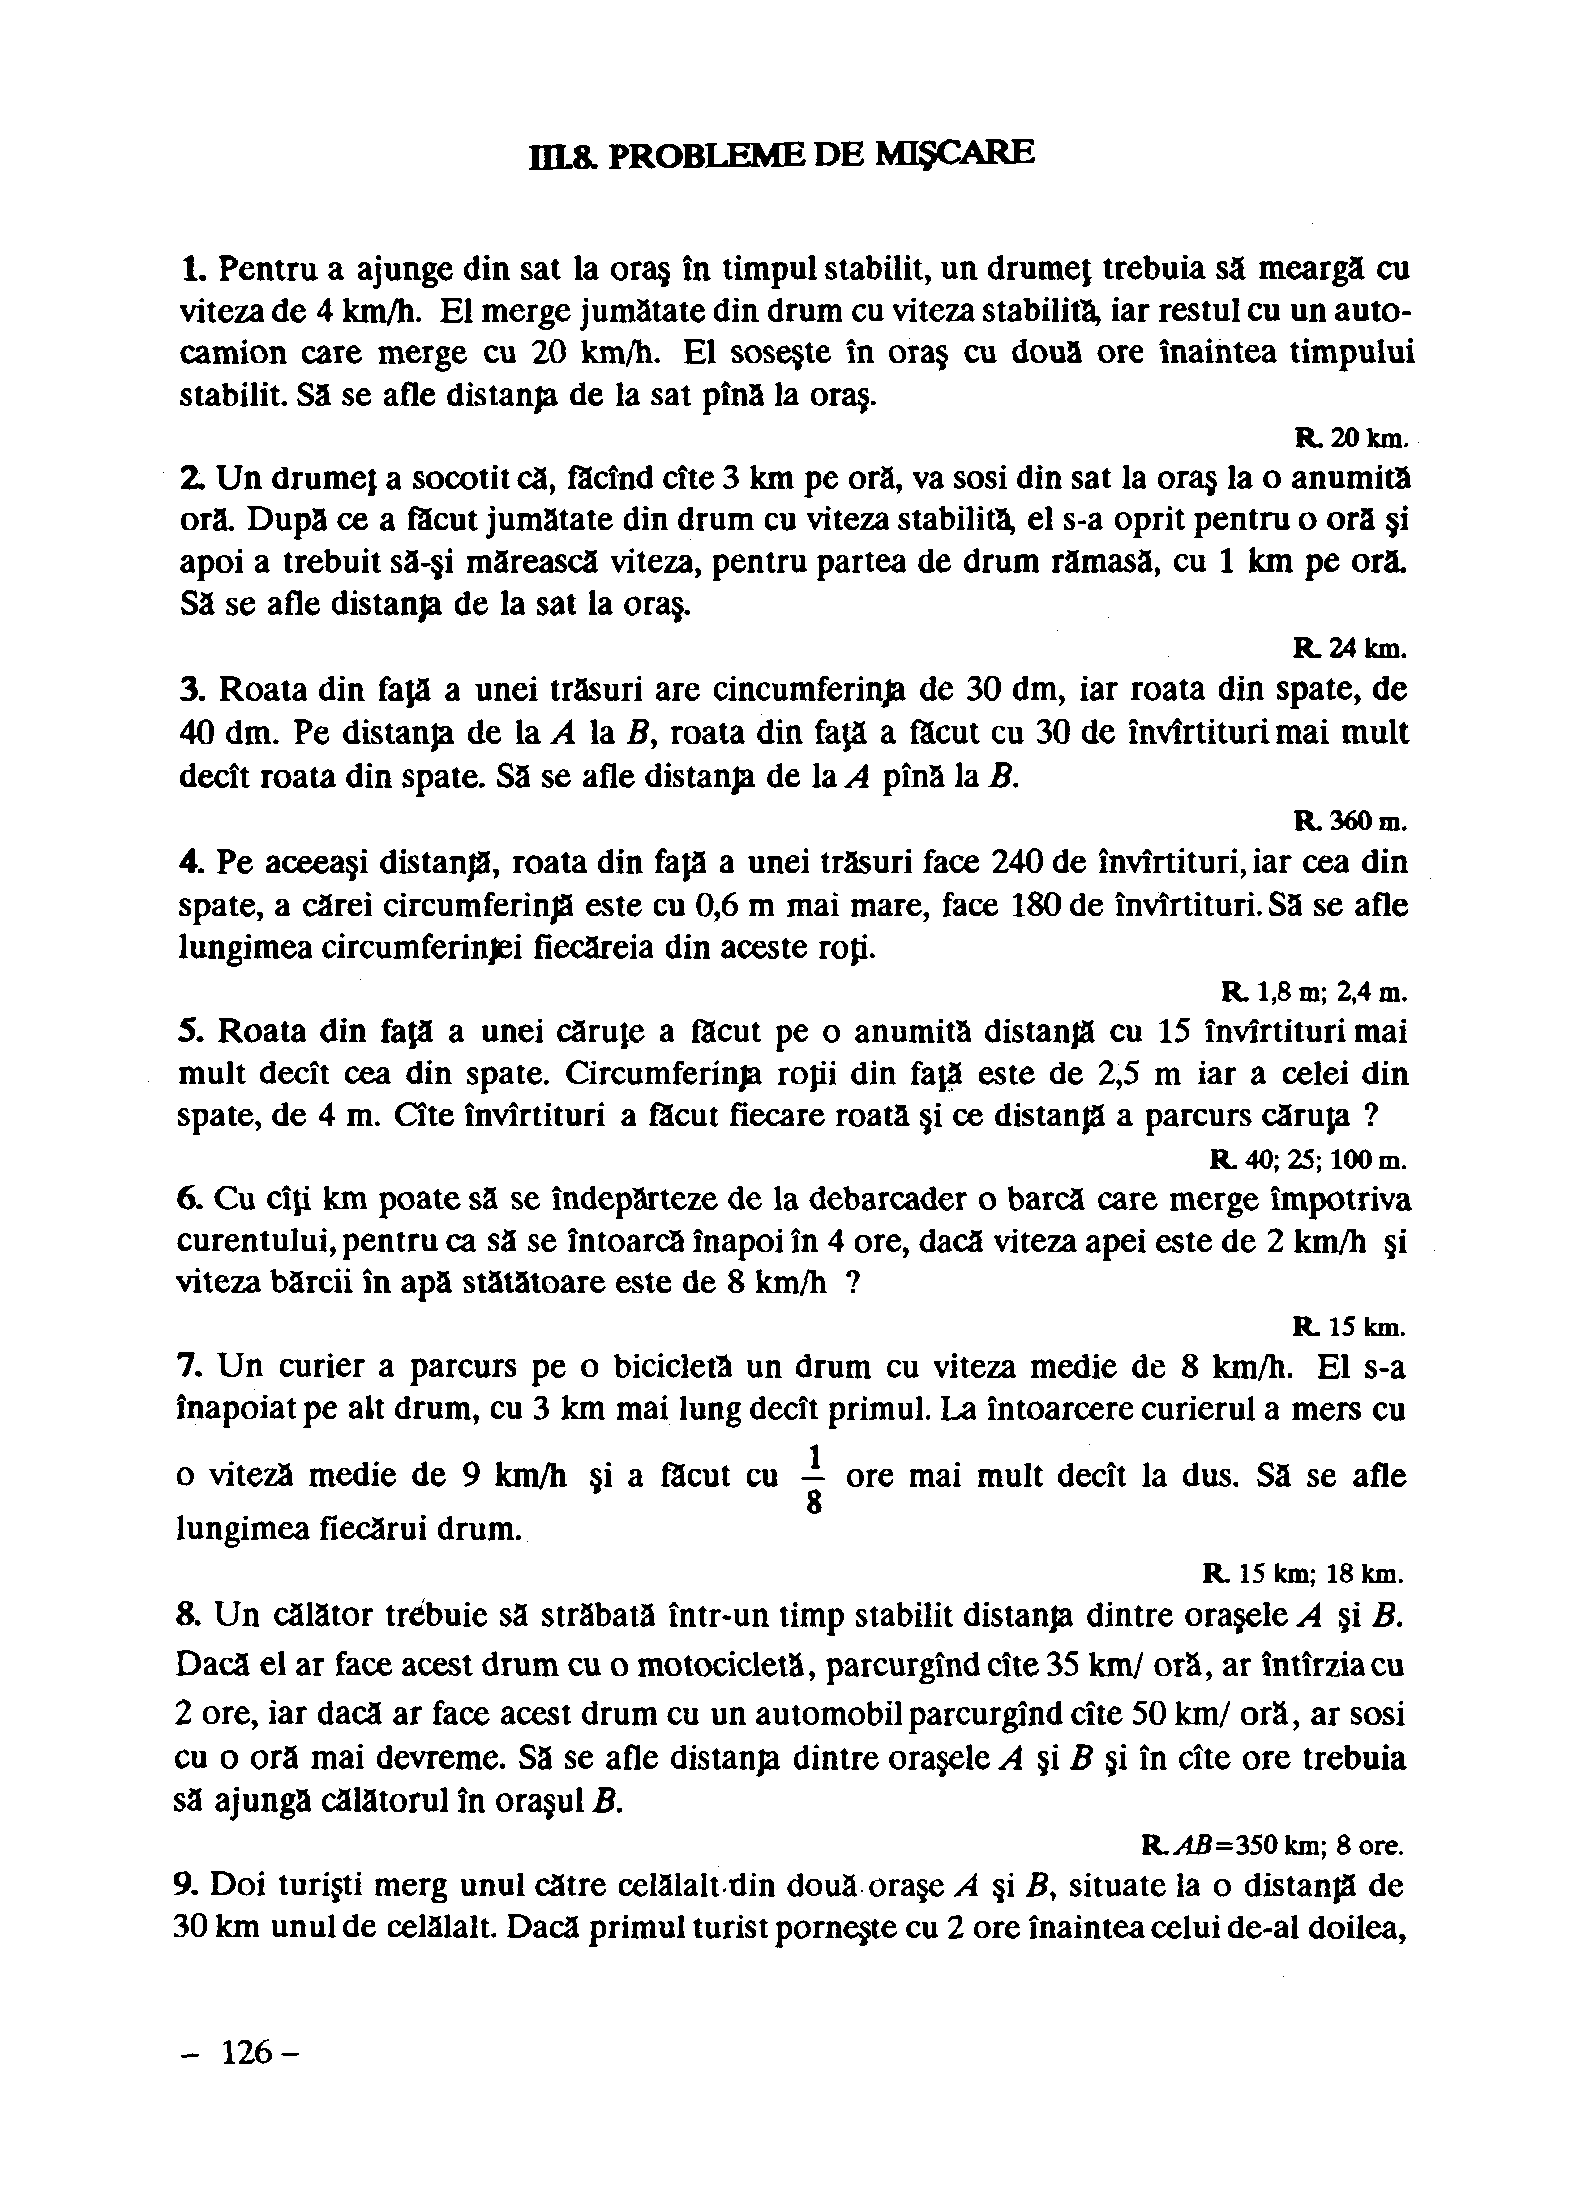 III.8. PROBLEME DE MIŞCARE
1. Pentru a ajunge din sat la oraş în timpul stabilit, un drumeţ trebuia să meargă cu
viteza de 4 km/h. El merge jumătate din drum cu viteza stabilită, iar restul cu un auto-
camion care merge cu 20 km/h. El soseşte în oraş cu două ore înaintea timpului
stabilit. Să se afle distanţa de la sat pînă la oraş.
R. 20 km.
2. Un drumeţ a socotit că, făcînd cîte 3 km pe oră, va sosi din sat la oraş la o anumită
oră. După ce a făcut jumătate din drum cu viteza stabilită, el s-a oprit pentru o oră şi
apoi a trebuit să-şi mărească viteza, pentru partea de drum rămasă, cu 1 km pe oră.
Să se afle distanţa de la sat la oraş.
R. 24 km.
3. Roata din faţă a unei trăsuri are cincumferinţa de 30 dm, iar roata din spate, de
40 dm. Pe distanţa de la A la B, roata din faţă a făcut cu 30 de învîrtituri mai mult
decît roata din spate. Să se afle distanţa de la A pînă la B.
R. 360 m.
4. Pe aceeaşi distanţă, roata din faţă a unei trăsuri face 240 de învîrtituri, iar cea din
spate, a cărei circumferinţă este cu 0,6 m mai mare, face 180 de învîrtituri. Să se afle
lungimea circumferinţei fiecăreia din aceste roţi.
R. 1,8 m; 2,4 m.
5. Roata din faţă a unei căruţe a făcut pe o anumită distanţă cu 15 învîrtituri mai
mult decît cea din spate. Circumferinţa roţii din faţă este de 2,5 m iar a celei din
spate, de 4 m. Cîte învîrtituri a făcut fiecare roată şi ce distanţă a parcurs căruţa ?
R. 40; 25; 100 m.
6. Cu cîţi km poate să se îndepărteze de la debarcader o barcă care merge împotriva
curentului, pentru ca să se întoarcă înapoi în 4 ore, dacă viteza apei este de 2 km/h şi
viteza bărcii în apă stătătoare este de 8 km/h ?
R. 15 km.
7. Un curier a parcurs pe o bicicletă un drum cu viteza medie de 8 km/h. El s-a
înapoiat pe alt drum, cu 3 km mai lung decît primul. La întoarcere curierul a mers cu
o viteză medie de 9 km/h şi a făcut cu 1/8 ore mai mult decît la dus. Să se afle
lungimea fiecărui drum.
R. 15 km; 18 km.
8. Un călător trebuie să străbată într-un timp stabilit distanţa dintre oraşele A şi B.
Dacă el ar face acest drum cu o motocicletă, parcurgînd cîte 35 km/ oră, ar întîrzia cu
2 ore, iar dacă ar face acest drum cu un automobil parcurgînd cîte 50 km/ oră, ar sosi
cu o oră mai devreme. Să se afle distanţa dintre oraşele A şi B şi în cîte ore trebuia
să ajungă călătorul în oraşul B.
R. AB=350 km; 8 ore.
9. Doi turişti merg unul către celălalt din două oraşe A şi B, situate la o distanţă de
30 km unul de celălalt. Dacă primul turist porneşte cu 2 ore înaintea celui de-al doilea,
- 126 -